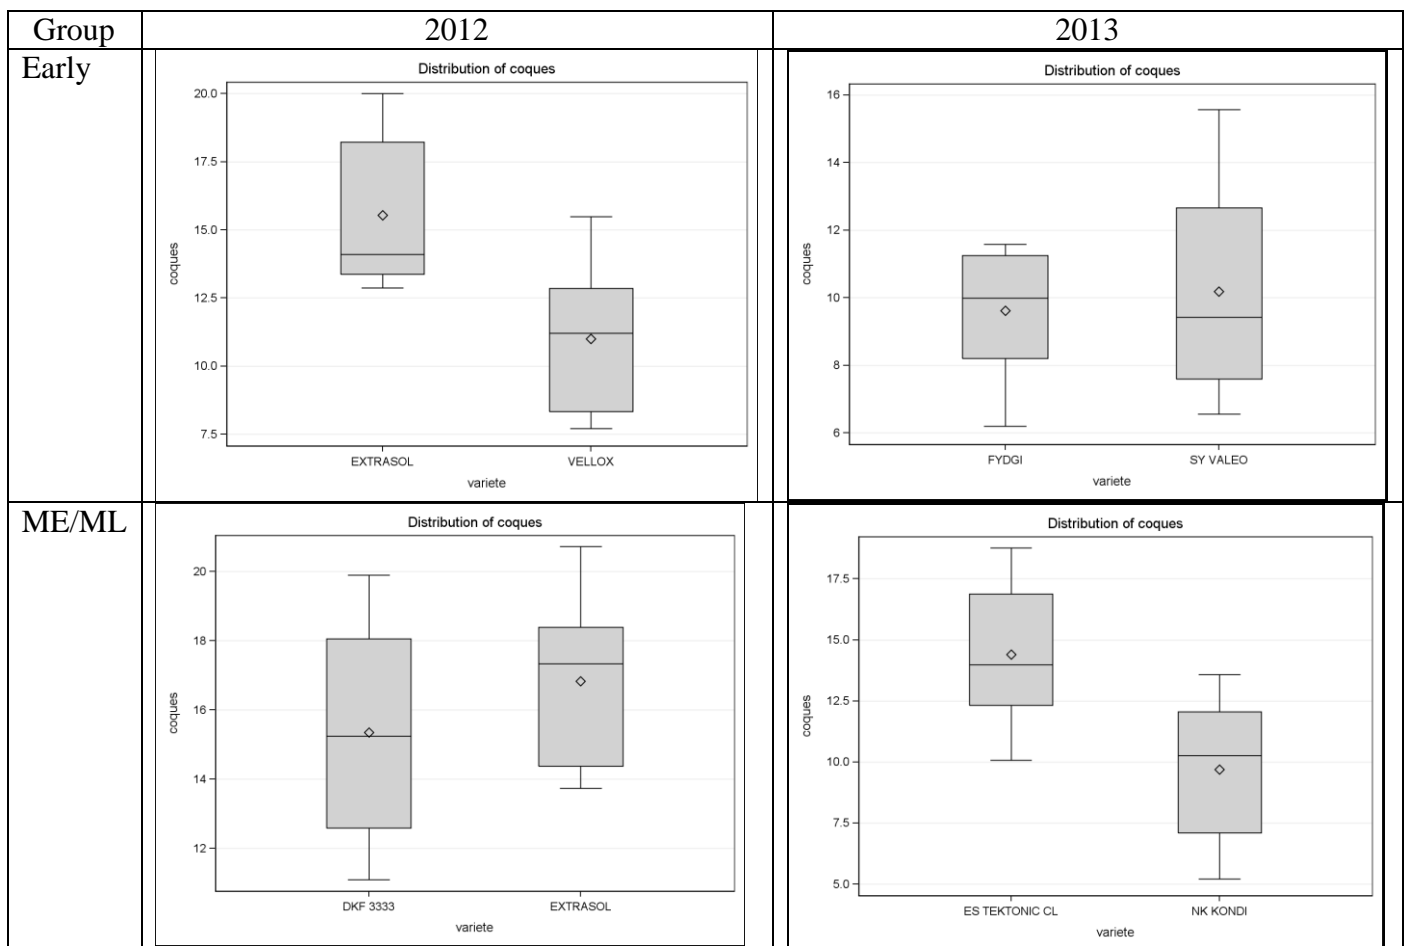 Group 2012 2013
Early
Distribution of coques
20.0
17.5
15.0
12.5
10.0
7.5
coques
EXTRASOL VELLOX
variete
Distribution of coques
16
14
12
10
8
6
coques
FYDGI SY VALEO
variete
ME/ML
Distribution of coques
20
18
16
14
12
coques
DKF 3333 EXTRASOL
variete
Distribution of coques
17.5
15.0
12.5
10.0
7.5
5.0
coques
ES TEKTONIC CL NK KONDI
variete